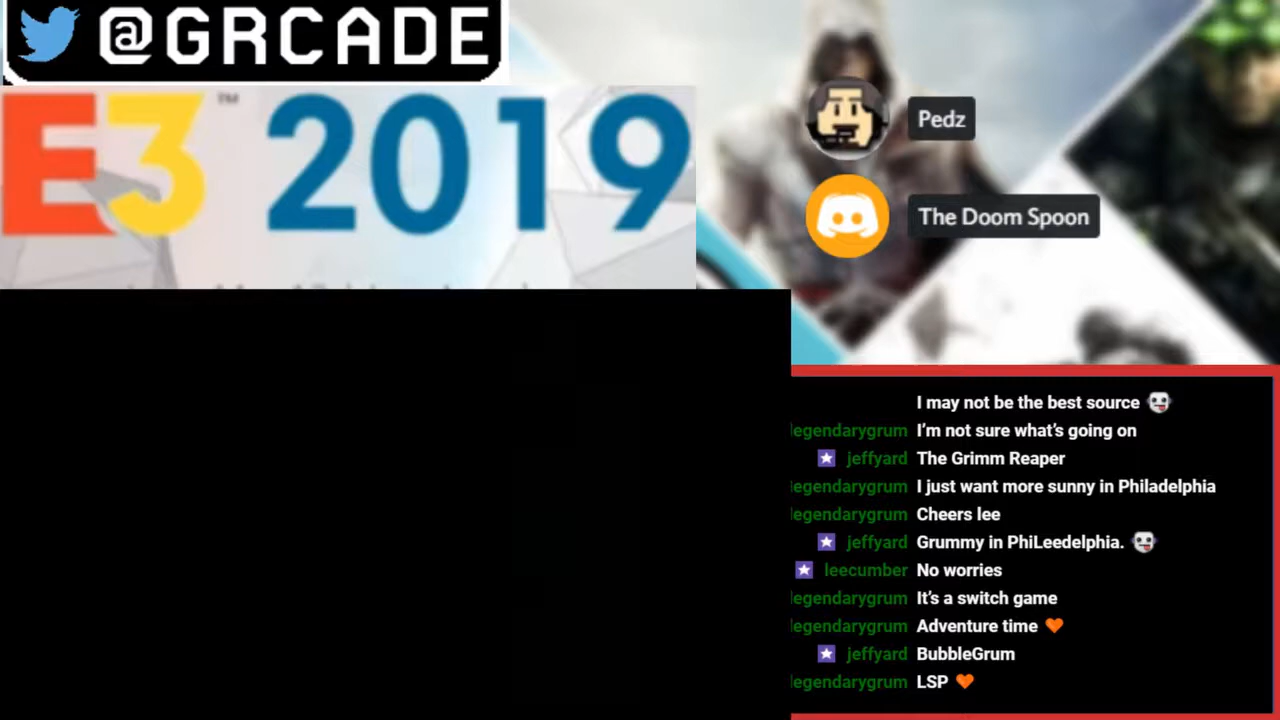 @GRCADE
E3™ 2019
Pedz
The Doom Spoon
I may not be the best source
legendarygrum I’m not sure what’s going on
jeffyard The Grimm Reaper
legendarygrum I just want more sunny in Philadelphia
legendarygrum Cheers lee
jeffyard Grummy in PhiLeedelphia.
leecumber No worries
legendarygrum It’s a switch game
legendarygrum Adventure time 🧡
jeffyard BubbleGrum
legendarygrum LSP 🧡